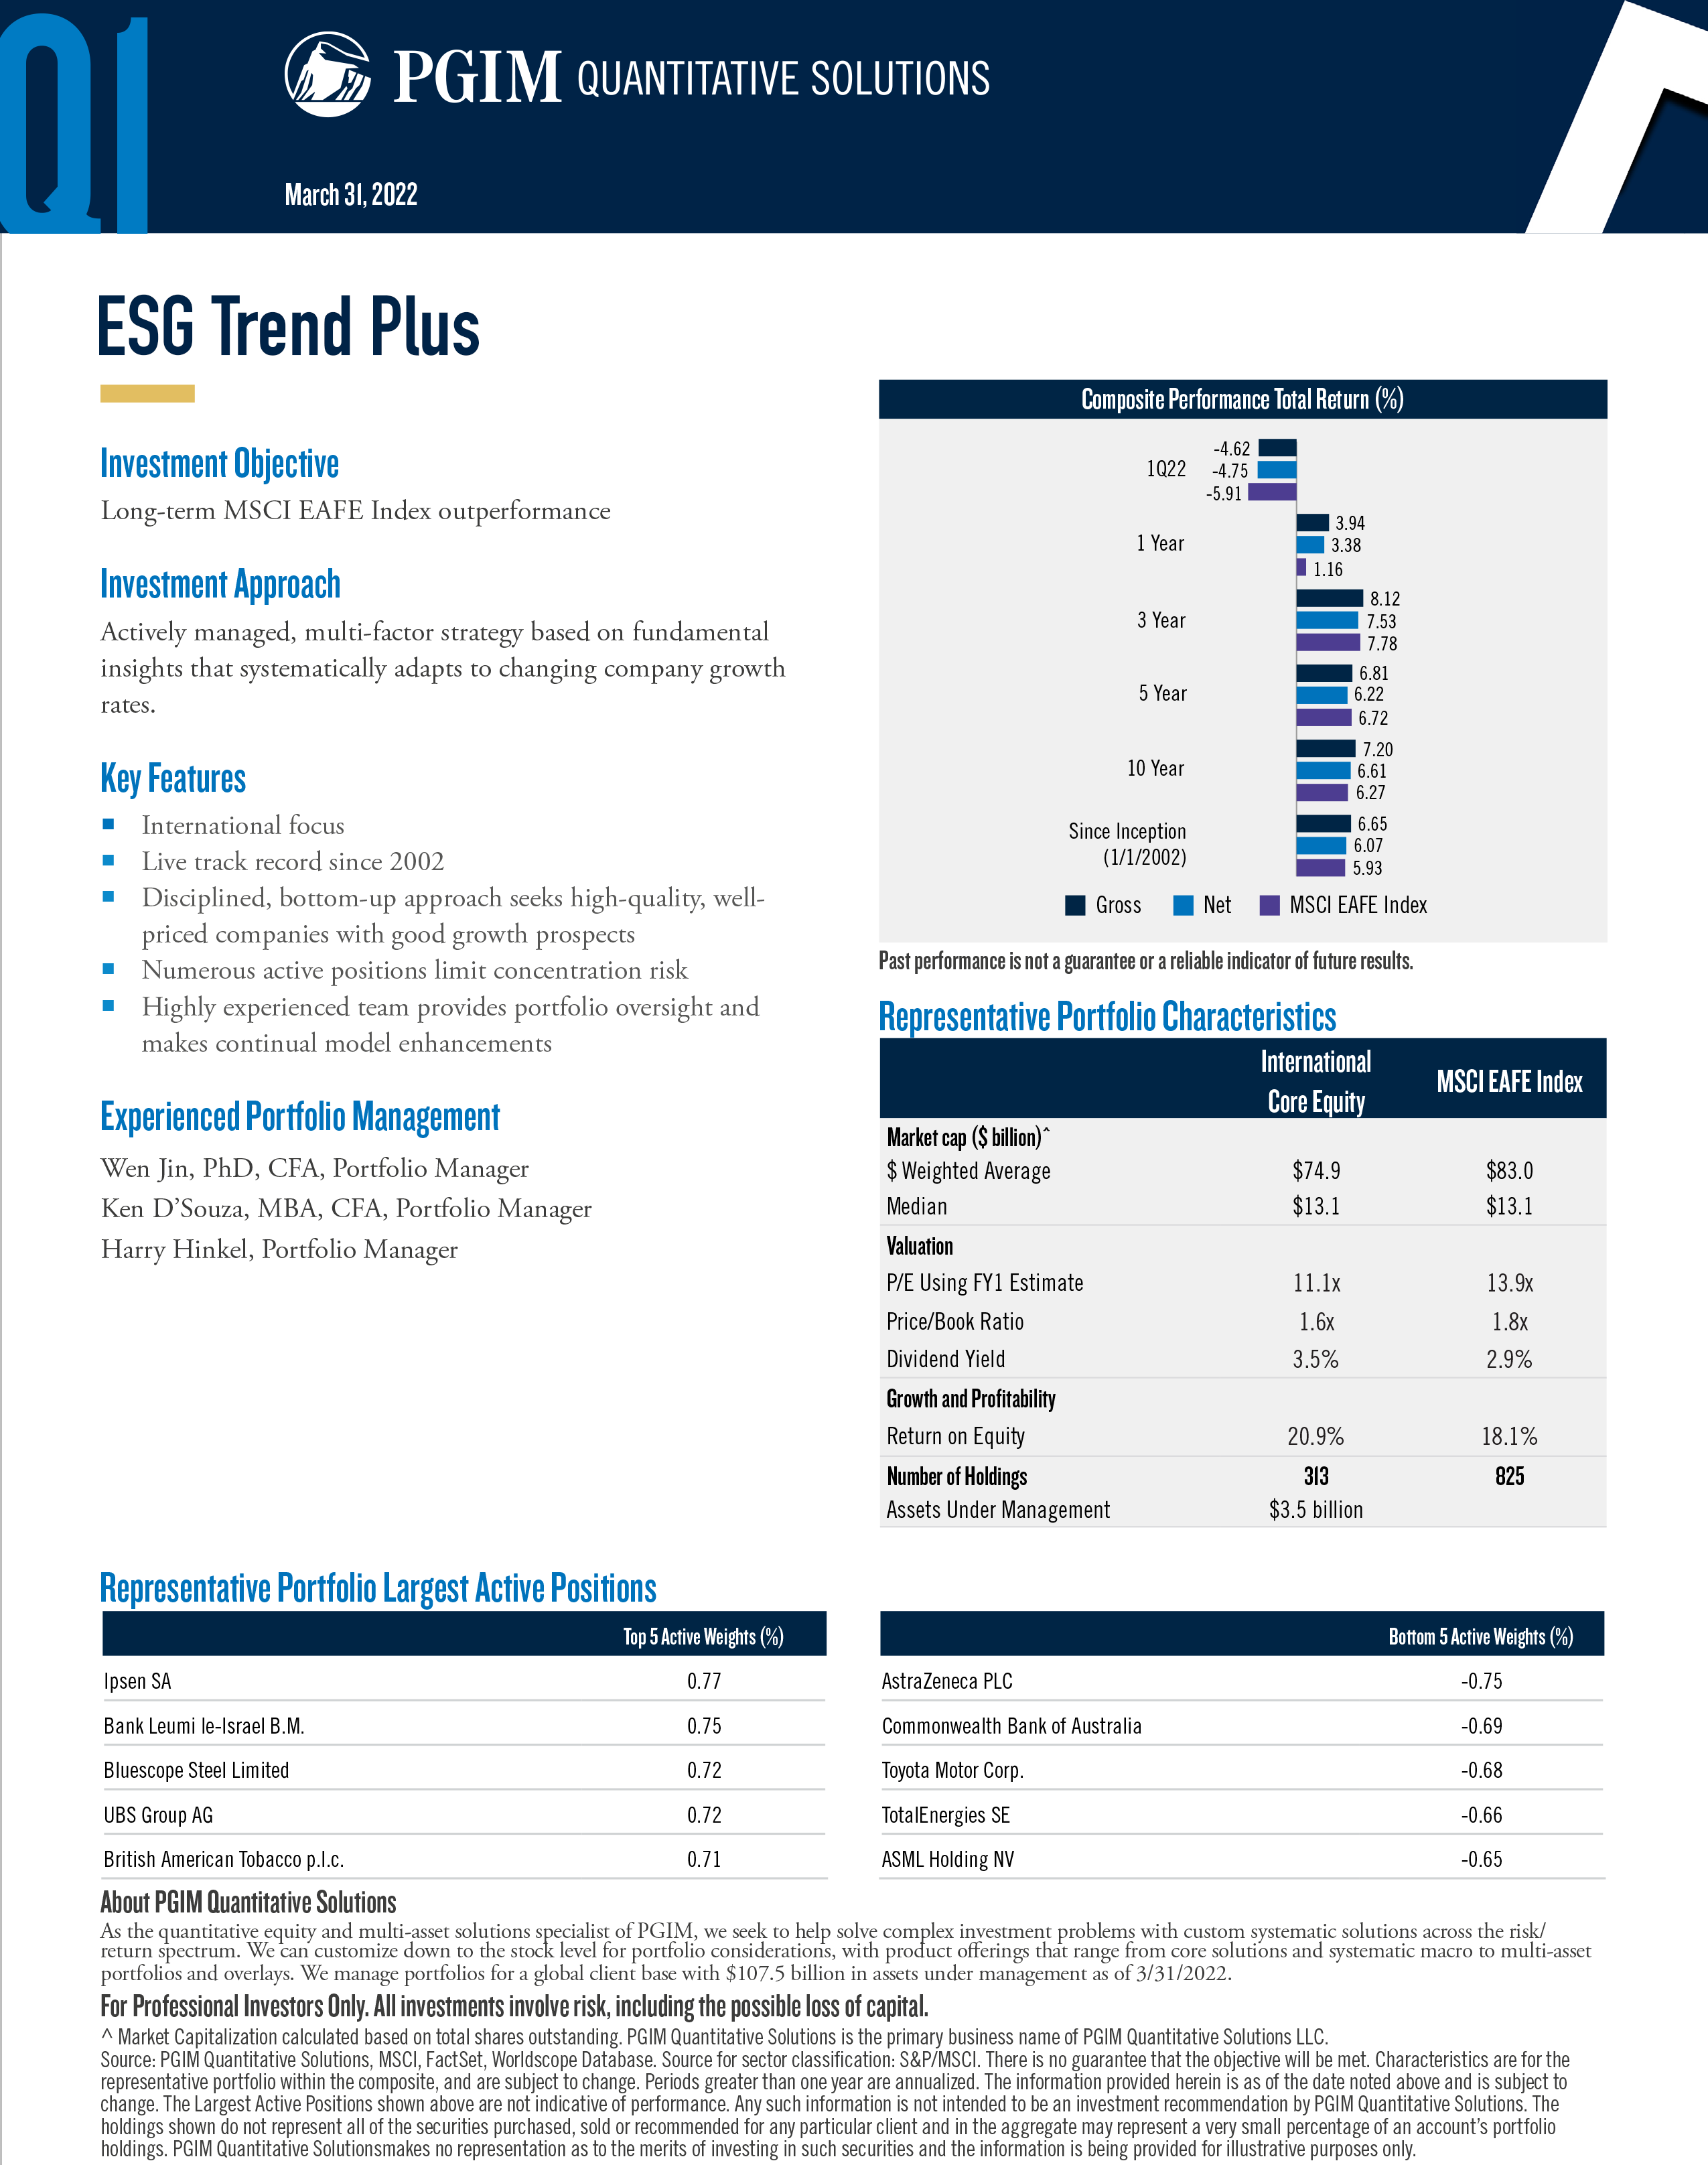 Q1
PGIM QUANTITATIVE SOLUTIONS
March 31, 2022
ESG Trend Plus
Investment Objective
Long-term MSCI EAFE Index outperformance
Investment Approach
Actively managed, multi-factor strategy based on fundamental
insights that systematically adapts to changing company growth
rates.
Key Features
International focus
Live track record since 2002
Disciplined, bottom-up approach seeks high-quality, well-
priced companies with good growth prospects
Numerous active positions limit concentration risk
Highly experienced team provides portfolio oversight and
makes continual model enhancements
Experienced Portfolio Management
Wen Jin, PhD, CFA, Portfolio Manager
Ken D’Souza, MBA, CFA, Portfolio Manager
Harry Hinkel, Portfolio Manager
Composite Performance Total Return (%)
-4.62
1Q22 -4.75
-5.91
3.94
1 Year 3.38
1.16
8.12
3 Year 7.53
7.78
6.81
5 Year 6.22
6.72
7.20
10 Year 6.61
6.27
Since Inception 6.65
(1/1/2002) 6.07
5.93
Gross Net MSCI EAFE Index
Past performance is not a guarantee or a reliable indicator of future results.
Representative Portfolio Characteristics
International
Core Equity MSCI EAFE Index
Market cap ($ billion)^
$ Weighted Average $74.9 $83.0
Median $13.1 $13.1
Valuation
P/E Using FY1 Estimate 11.1x 13.9x
Price/Book Ratio 1.6x 1.8x
Dividend Yield 3.5% 2.9%
Growth and Profitability
Return on Equity 20.9% 18.1%
Number of Holdings 313 825
Assets Under Management $3.5 billion
Representative Portfolio Largest Active Positions
Top 5 Active Weights (%)
Ipsen SA 0.77
Bank Leumi le-Israel B.M. 0.75
Bluescope Steel Limited 0.72
UBS Group AG 0.72
British American Tobacco p.l.c. 0.71
Bottom 5 Active Weights (%)
AstraZeneca PLC -0.75
Commonwealth Bank of Australia -0.69
Toyota Motor Corp. -0.68
TotalEnergies SE -0.66
ASML Holding NV -0.65
About PGIM Quantitative Solutions
As the quantitative equity and multi-asset solutions specialist of PGIM, we seek to help solve complex investment problems with custom systematic solutions across the risk/
return spectrum. We can customize down to the stock level for portfolio considerations, with product offerings that range from core solutions and systematic macro to multi-asset
portfolios and overlays. We manage portfolios for a global client base with $107.5 billion in assets under management as of 3/31/2022.
For Professional Investors Only. All investments involve risk, including the possible loss of capital.
^ Market Capitalization calculated based on total shares outstanding. PGIM Quantitative Solutions is the primary business name of PGIM Quantitative Solutions LLC.
Source: PGIM Quantitative Solutions, MSCI, FactSet, Worldscope Database. Source for sector classification: S&P/MSCI. There is no guarantee that the objective will be met. Characteristics are for the
representative portfolio within the composite, and are subject to change. Periods greater than one year are annualized. The information provided herein is as of the date noted above and is subject to
change. The Largest Active Positions shown above are not indicative of performance. Any such information is not intended to be an investment recommendation by PGIM Quantitative Solutions. The
holdings shown do not represent all of the securities purchased, sold or recommended for any particular client and in the aggregate may represent a very small percentage of an account’s portfolio
holdings. PGIM Quantitative Solutionsmakes no representation as to the merits of investing in such securities and the information is being provided for illustrative purposes only.